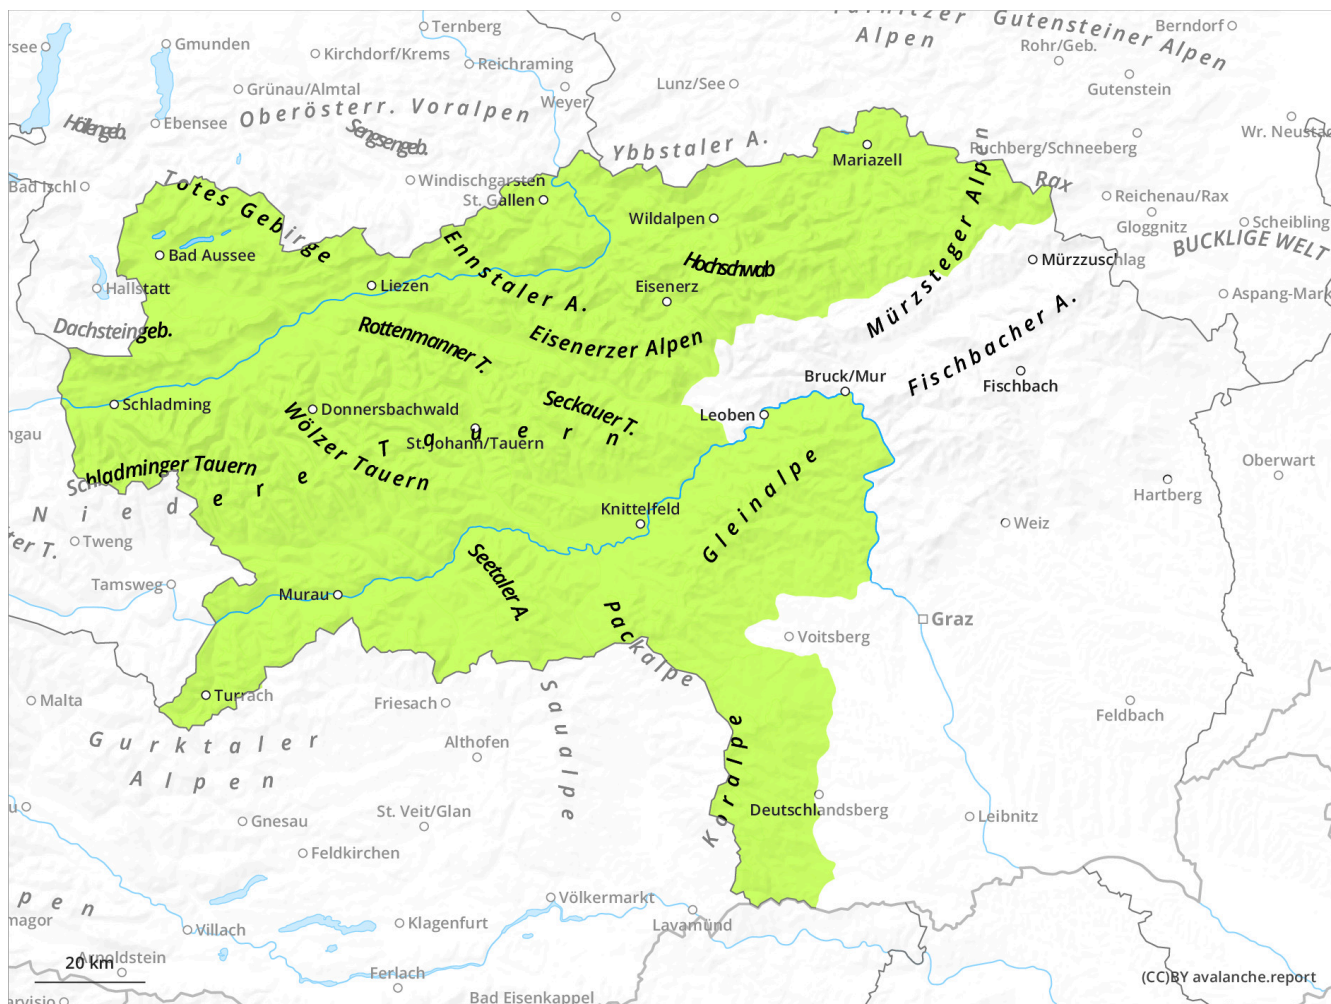 Türnitzer
Alpen
Gutensteiner Alpen
Ternberg
Berndorf
Gmunden
Kirchdorf/Krems
Reichraming
Rohr/Geb.
Grünau/Almtal
Weyer
Lunz/See
Gutenstein
Höllengeb.
Ebensee
Oberösterr. Voralpen
Sengsengeb.
Ybbstaler A.
Mariazell
Puchberg/Schneeberg
Bad Ischl
Totes Gebirge
Windischgarsten
St. Gallen
Wildalpen
Mürzsteger Alpen
Rax
Reichenau/Rax
Gloggnitz
BUCKLIGE WELT
Bad Aussee
Ennstaler A.
Hochschwab
Mürzzuschlag
Hallstatt
Liezen
Eisenerz
Dachsteingeb.
Rottenmanner T.
Eisenerzer Alpen
Fischbacher A.
Bruck/Mur
Fischbach
Schladming
Donnersbachwald
Seckauer T.
Leoben
St. Johann/Tauern
Wölzer Tauern
Schladminger Tauern
Niedere Tauern
Gleinalpe
Oberwart
Hartberg
Knittelfeld
Weiz
Tweng
Tamsweg
Murau
Seetaler A.
Packalpe
Graz
Voitsberg
Malta
Turrach
Friesach
Saualpe
Feldbach
Gurktaler
Alpen
Althofen
Koralpe
Deutschlandsberg
Gnesau
St. Veit/Glan
Leibnitz
Feldkirchen
Völkermarkt
Villach
Klagenfurt
Lavamünd
Arnoldstein
20 km
Ferlach
Bad Eisenkappel
(CC)BY avalanche.report